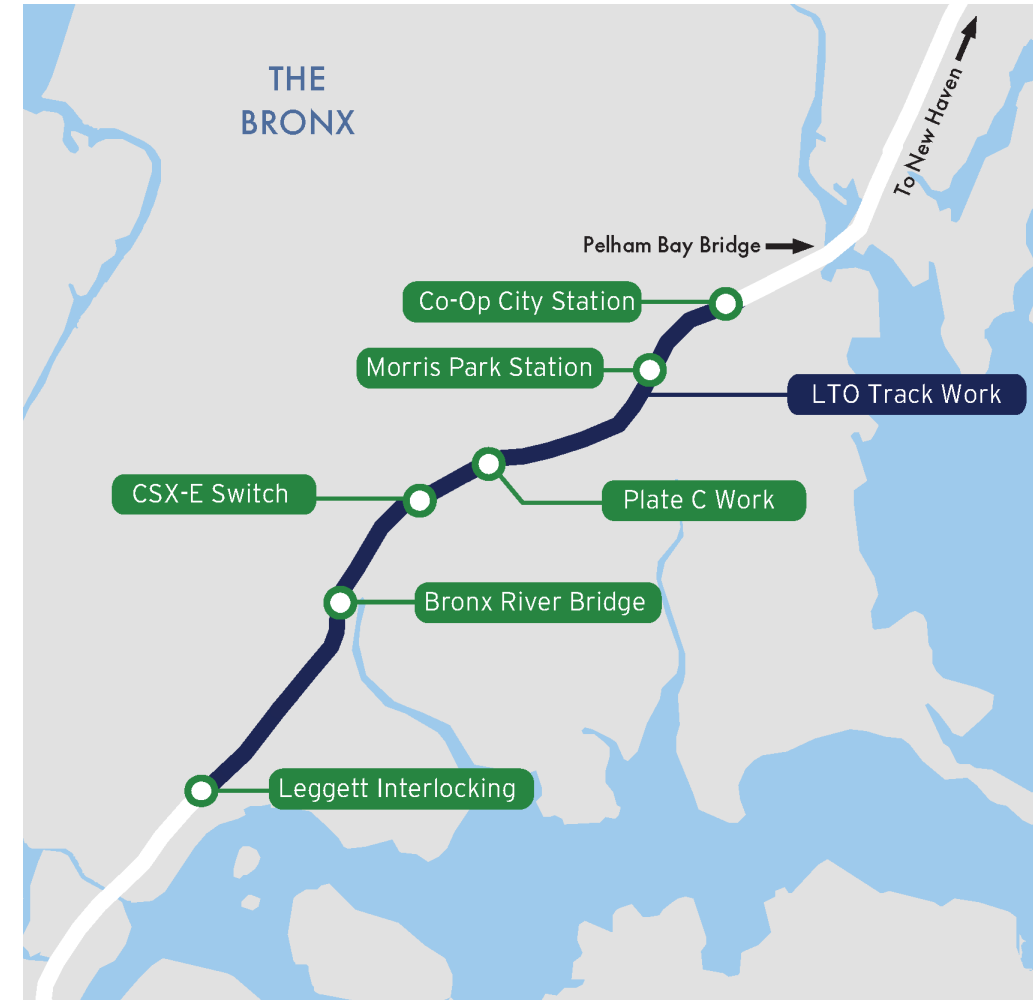 THE
BRONX
To New Haven
Pelham Bay Bridge
Co-Op City Station
Morris Park Station
LTO Track Work
CSX-E Switch
Plate C Work
Bronx River Bridge
Leggett Interlocking